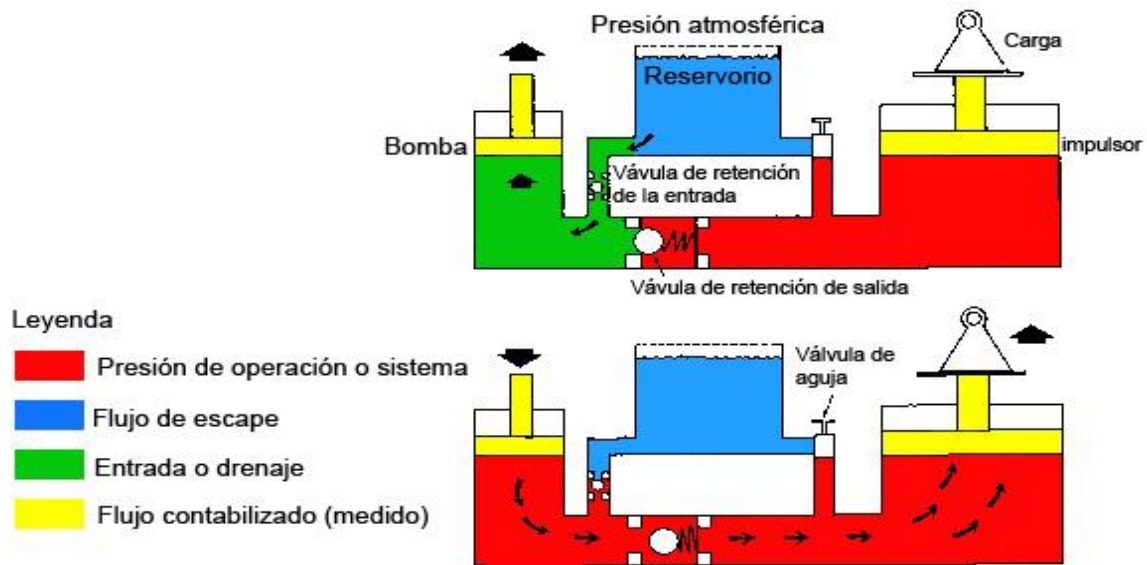 Presión atmosférica
Carga
Reservorio
Bomba
impulsor
Vávula de retención
de la entrada
Vávula de retención de salida
Leyenda
Presión de operación o sistema
Flujo de escape
Entrada o drenaje
Flujo contabilizado (medido)
Válvula de
aguja